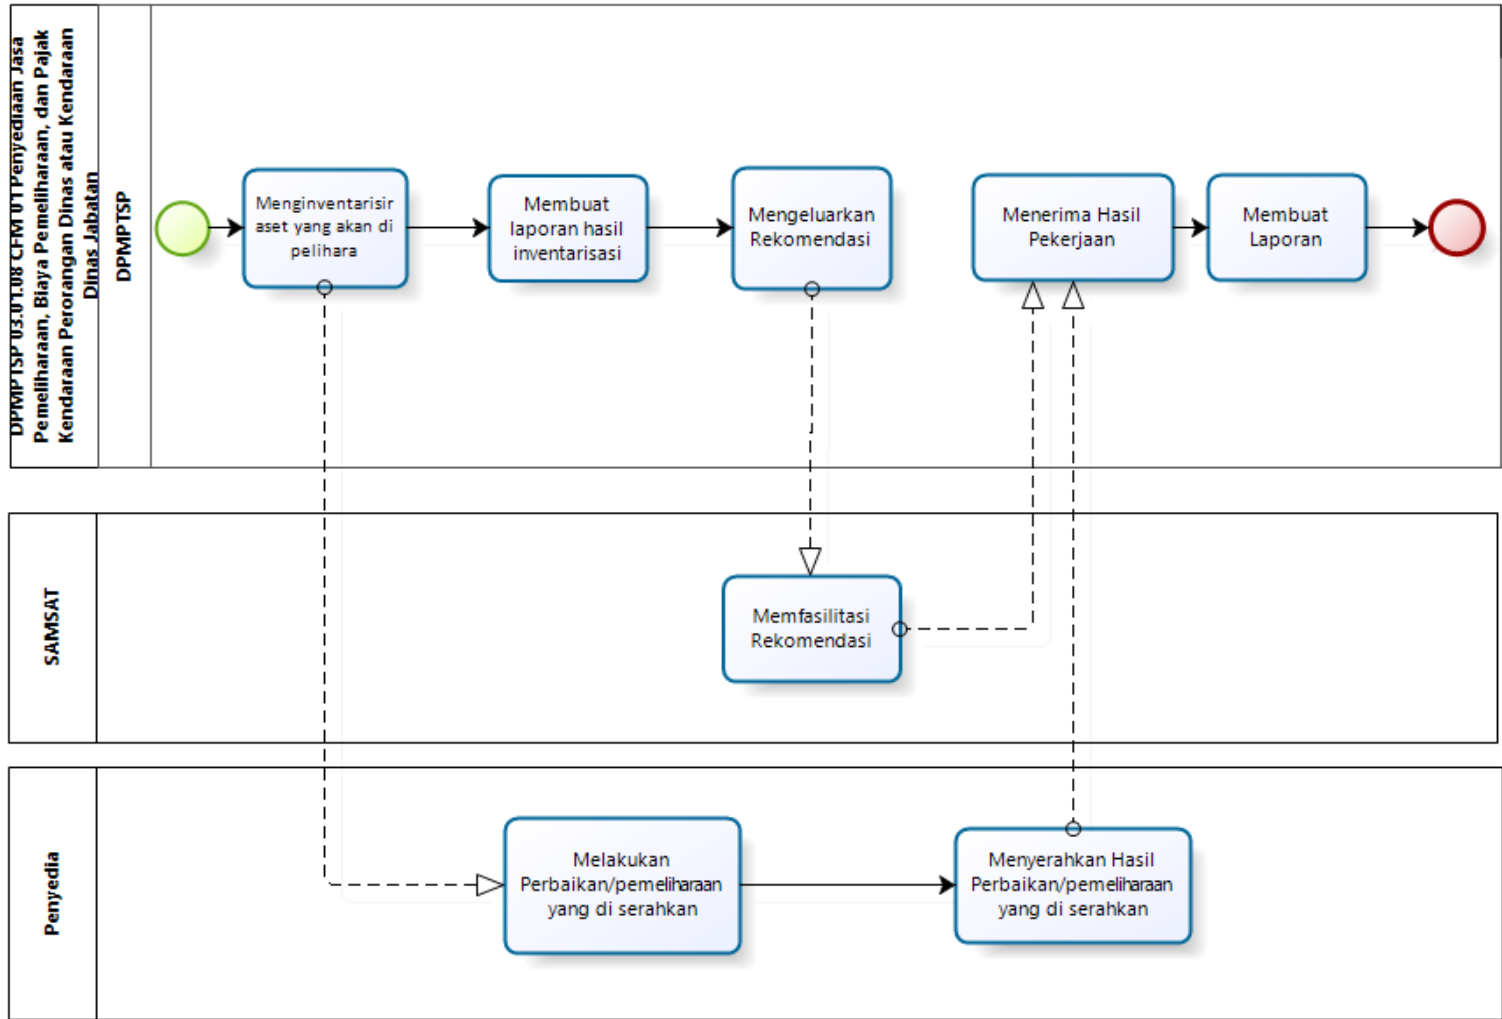 DPMPTSP 03.01.08 CFM 01 Penyediaan Jasa
Pemeliharaan, Biaya Pemeliharaan, dan Pajak
Kendaraan Perorangan Dinas atau Kendaraan
Dinas Jabatan
DPMPTSP
Menginventarisir
aset yang akan di
pelihara
Membuat
laporan hasil
inventarisasi
Mengeluarkan
Rekomendasi
Menerima Hasil
Pekerjaan
Membuat
Laporan
SAMSAT
Memfasilitasi
Rekomendasi
Penyedia
Melakukan
Perbaikan/pemeliharaan
yang di serahkan
Menyerahkan Hasil
Perbaikan/pemeliharaan
yang di serahkan